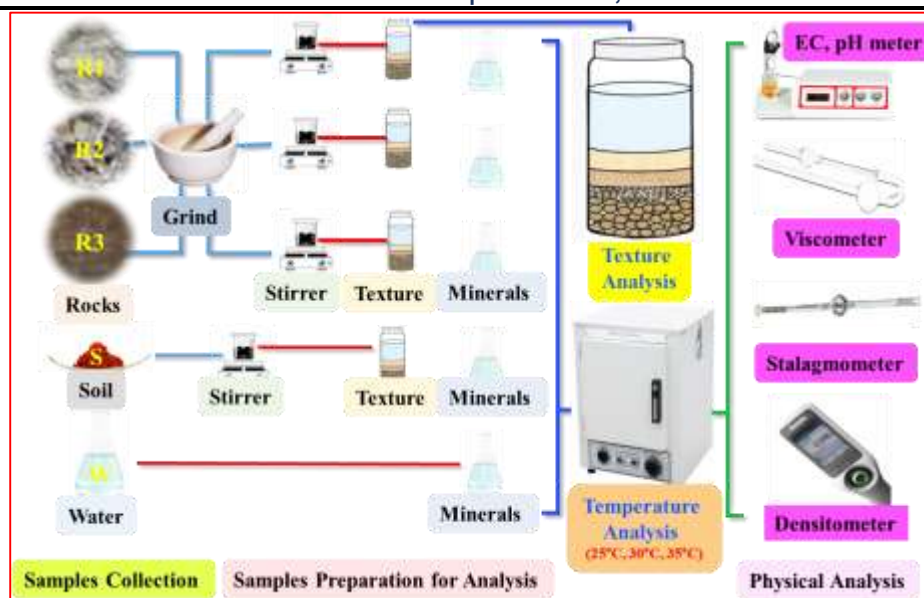 R1
R2
R3
Grind
Rocks
Stirrer
Texture
Minerals
S
Soil
Stirrer
Texture
Minerals
W
Water
Minerals
Texture
Analysis
Temperature
Analysis
(25°C, 30°C, 35°C)
EC, pH meter
Viscometer
Stalagmometer
Densitometer
Samples Collection
Samples Preparation for Analysis
Physical Analysis